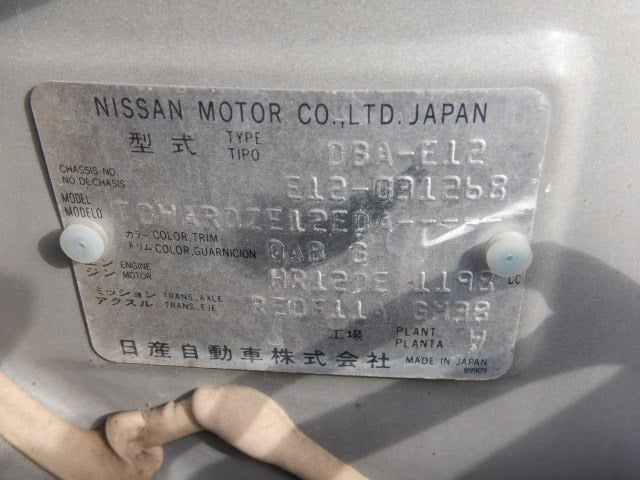 NISSAN MOTOR CO.,LTD. JAPAN
型式 TYPE TIPO DBA-E12
CHASSIS NO NO DE CHASIS E12-031268
MODEL MODELO
カラー COLOR,TRIM
トリム COLOR,GUARNICION QAB G
エンジン ENGINE MOTOR HR12DE 1198 CC
ミッション TRANS.,AXLE
アクスル TRANS.,EJE RE0F11A GH38
工場 PLANT PLANTA W
日産自動車株式会社 MADE IN JAPAN
89909